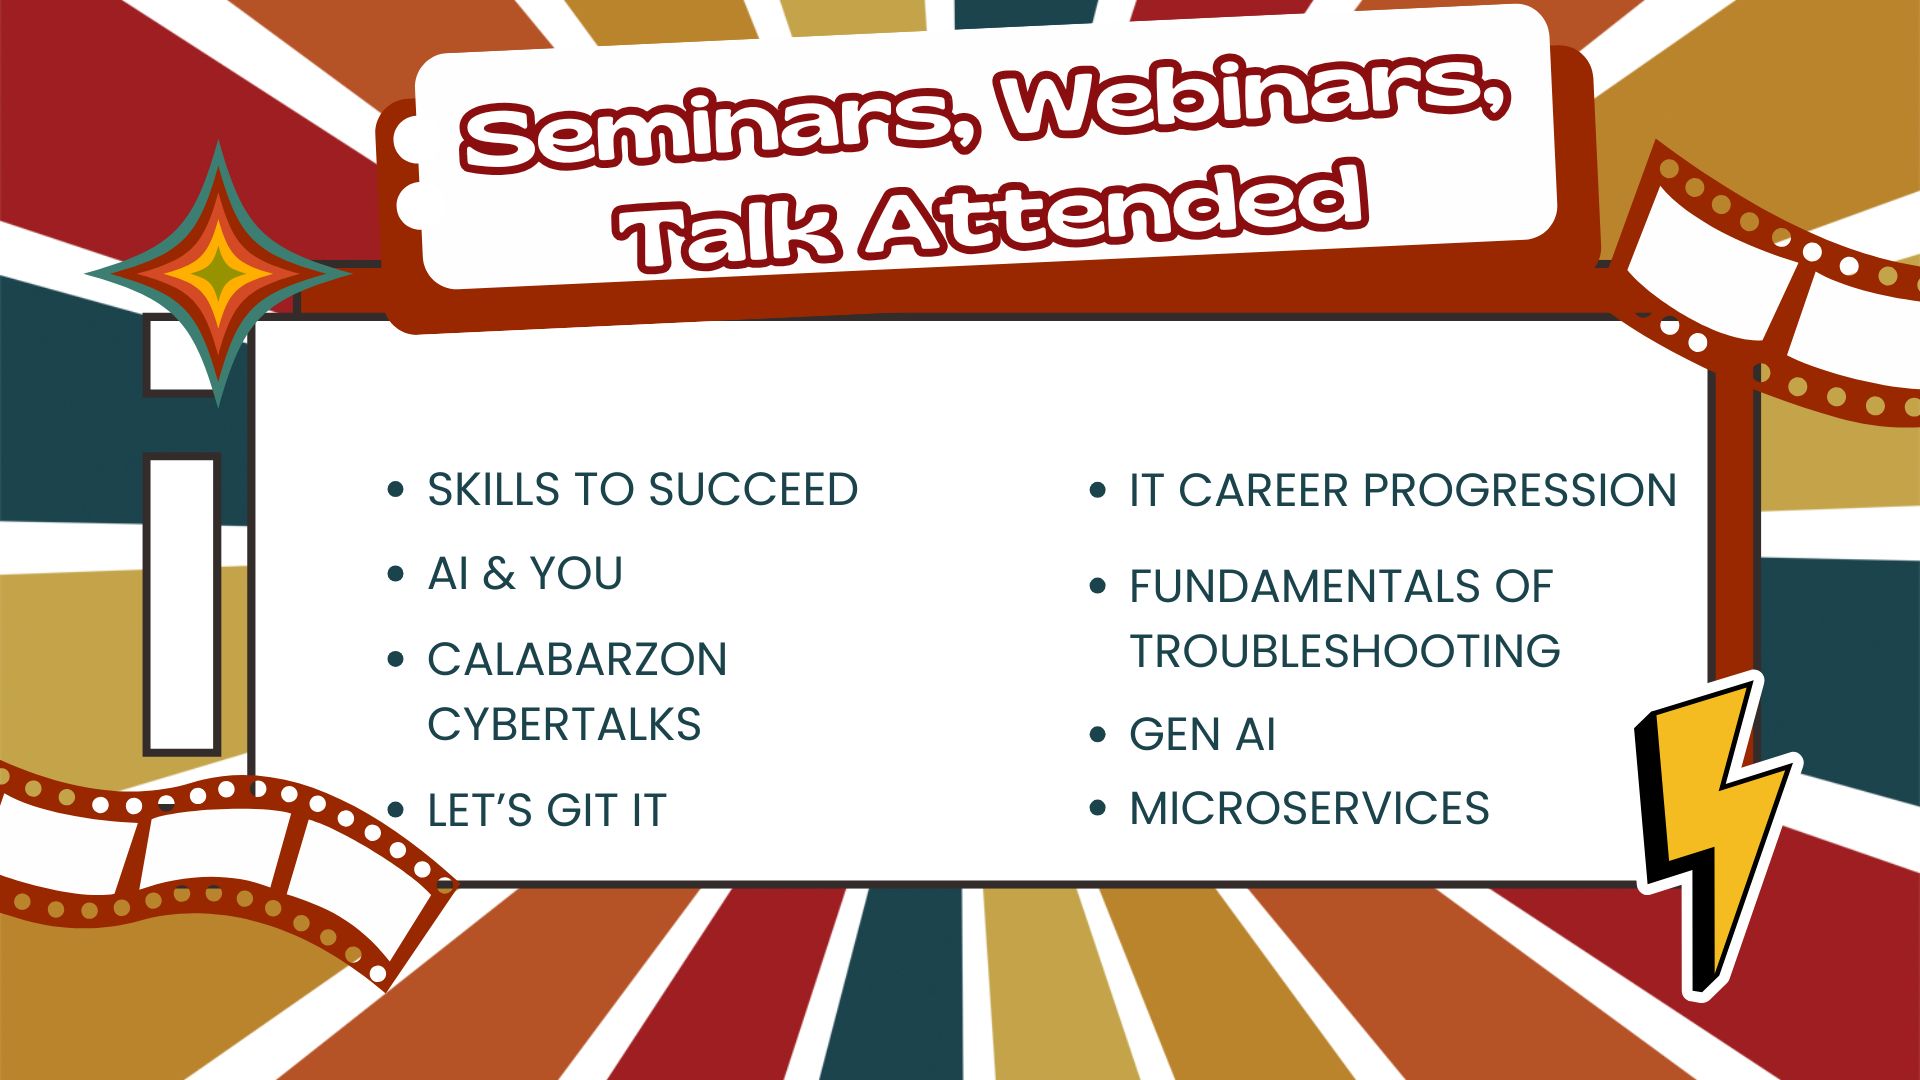 Seminars, Webinars,
Talk Attended
• SKILLS TO SUCCEED
• AI & YOU
• CALABARZON
CYBERTALKS
• LET’S GIT IT
• IT CAREER PROGRESSION
• FUNDAMENTALS OF
TROUBLESHOOTING
• GEN AI
• MICROSERVICES